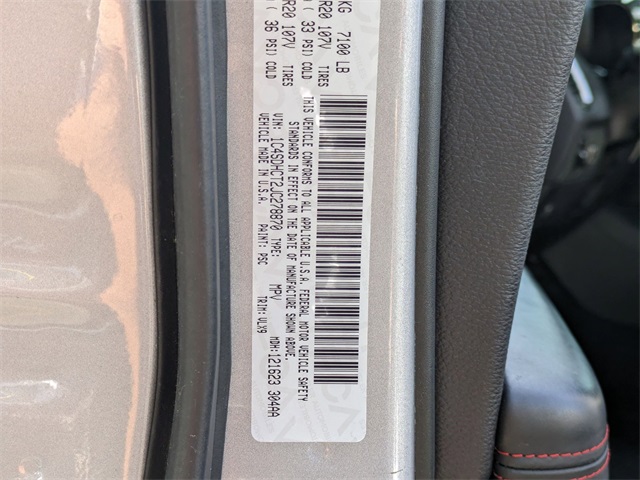 KG 7100 LB
R20 107V TIRES
33 PSI) COLD
R20 107V TIRES
36 PSI) COLD
THIS VEHICLE CONFORMS TO ALL APPLICABLE U.S.A. FEDERAL MOTOR VEHICLE SAFETY
STANDARDS IN EFFECT ON THE DATE OF MANUFACTURE SHOWN ABOVE.
VIN: 1C4SDHCT2JC278870 TYPE: MPV MDH:121623 304AA
VEHICLE MADE IN U.S.A. PAINT: PSC TRIM:VLX9